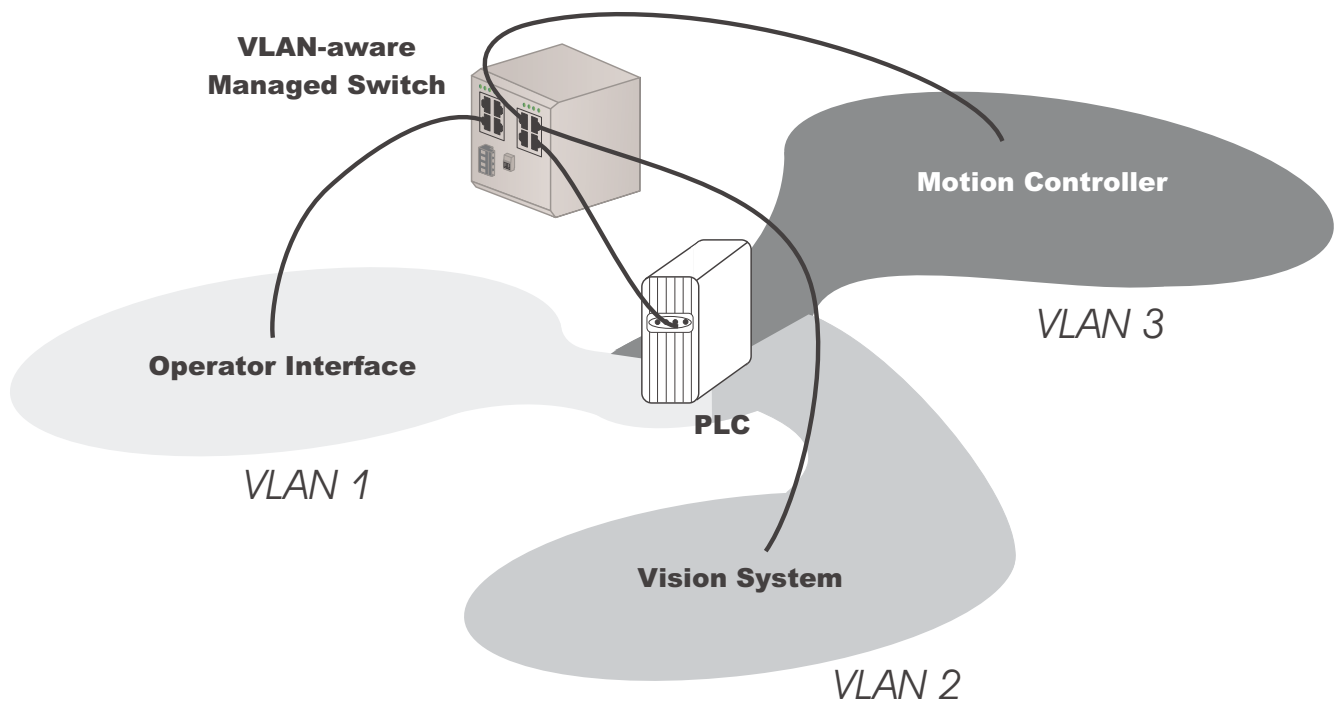 VLAN-aware
Managed Switch
Motion Controller
VLAN 3
Operator Interface
PLC
VLAN 1
Vision System
VLAN 2